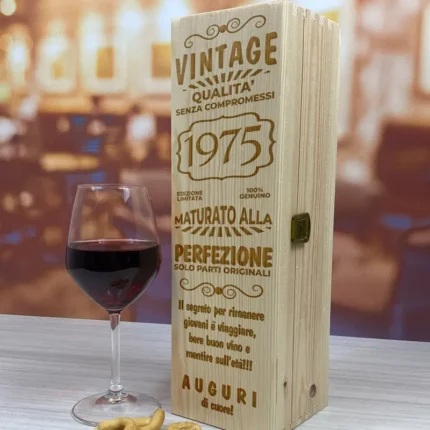 VINTAGE
QUALITA'
SENZA COMPROMESSI
1975
EDIZIONE LIMITATA
100% GENUINO
MATURATO ALLA
PERFEZIONE
SOLO PARTI ORIGINALI
Il segreto per rimanere
giovani è viaggiare,
bere buon vino e
mentire sull'età!!!
AUGURI
di cuore!